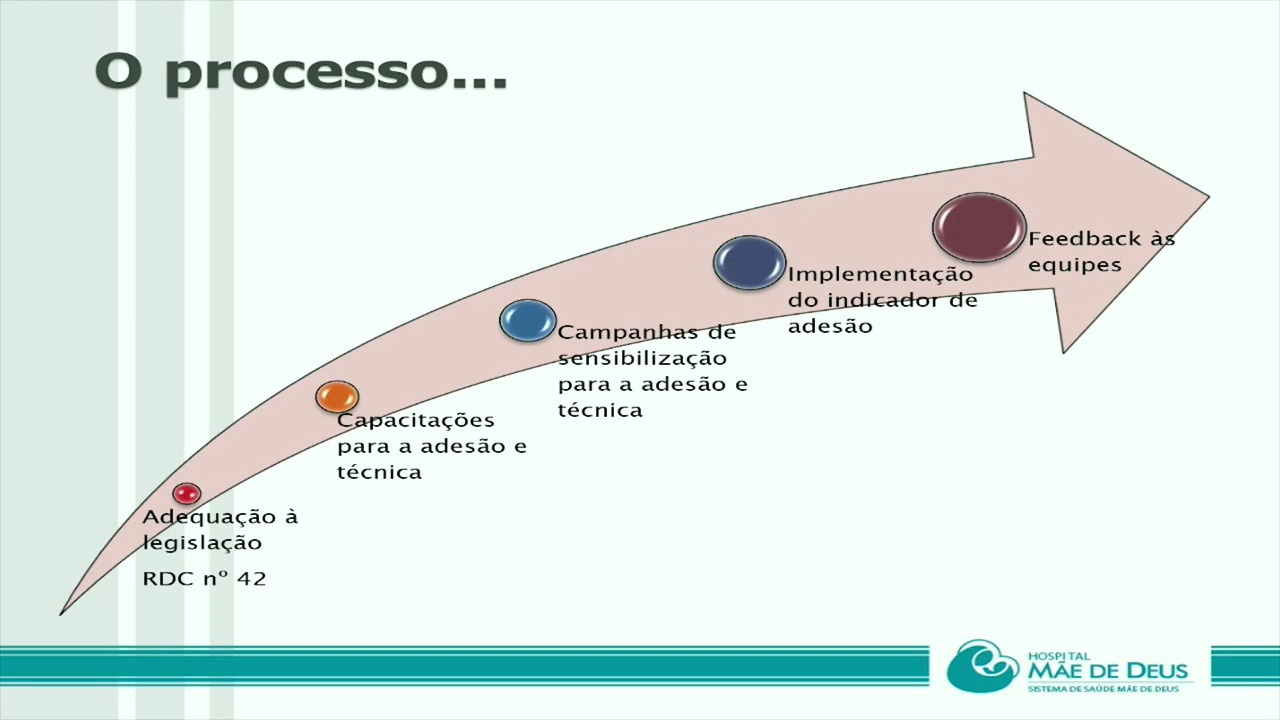 O processo...
Adequação à
legislação
RDC nº 42
Capacitações
para a adesão e
técnica
Campanhas de
sensibilização
para a adesão e
técnica
Implementação
do indicador de
adesão
Feedback às
equipes
HOSPITAL
MÃE DE DEUS
SISTEMA DE SAÚDE MÃE DE DEUS